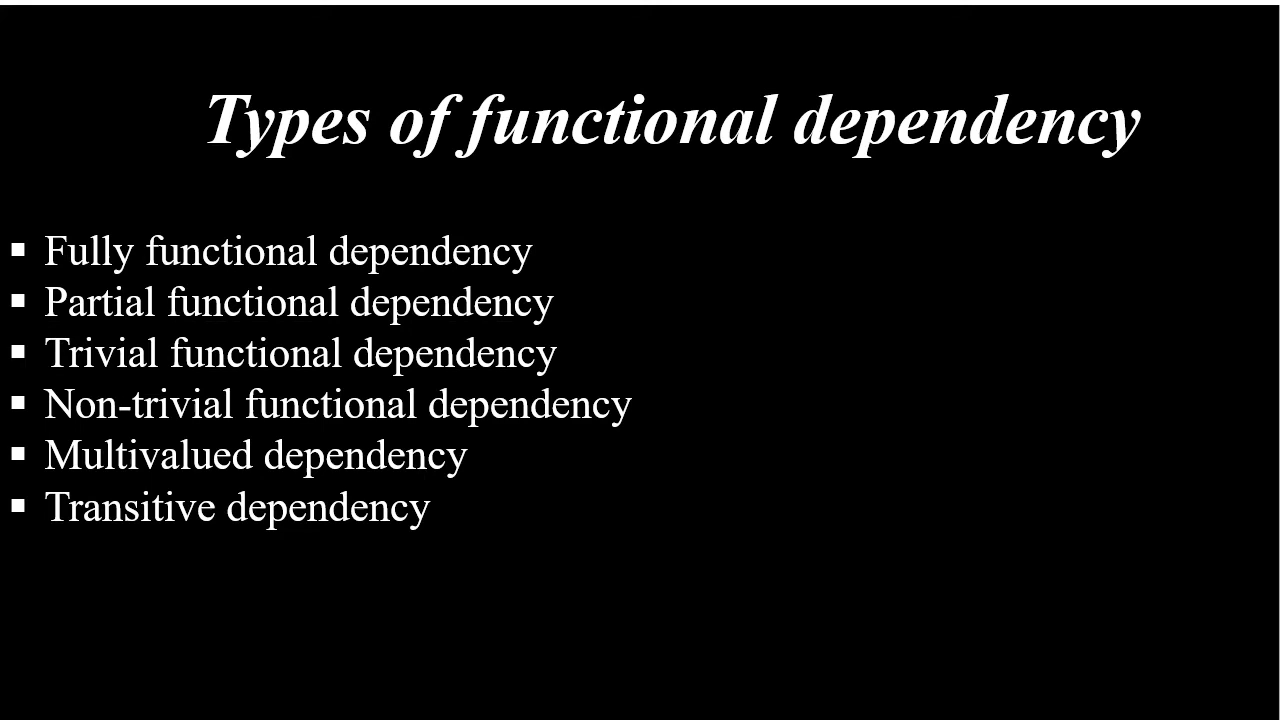 Types of functional dependency
▪ Fully functional dependency
▪ Partial functional dependency
▪ Trivial functional dependency
▪ Non-trivial functional dependency
▪ Multivalued dependency
▪ Transitive dependency